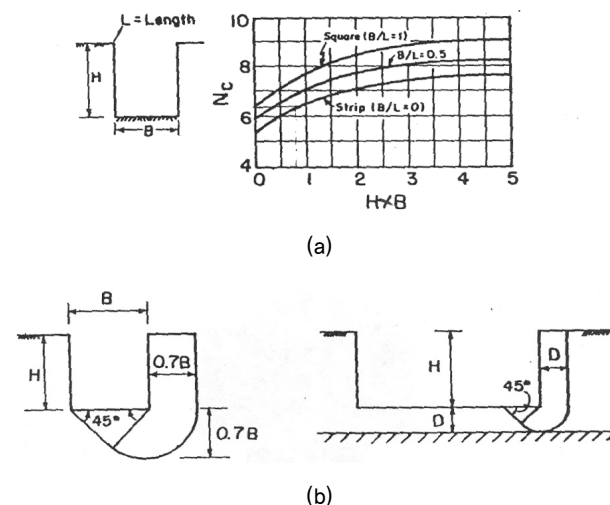 L = Length
H
B
10
8
6
4
Nc
Square (B/L=1)
B/L=0.5
Strip (B/L=0)
0 1 2 3 4 5
H/B
(a)
B
H
0.7B
45°
0.7B
H
D
45°
D
(b)